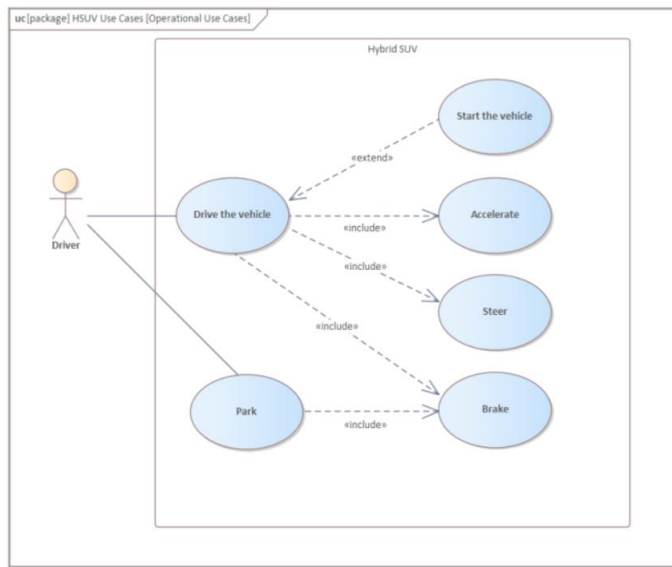 uc [package] HSUV Use Cases [Operational Use Cases]
Hybrid SUV
Start the vehicle
«extend»
Drive the vehicle
Accelerate
«include»
Driver
«include»
Steer
«include»
Park
Brake
«include»